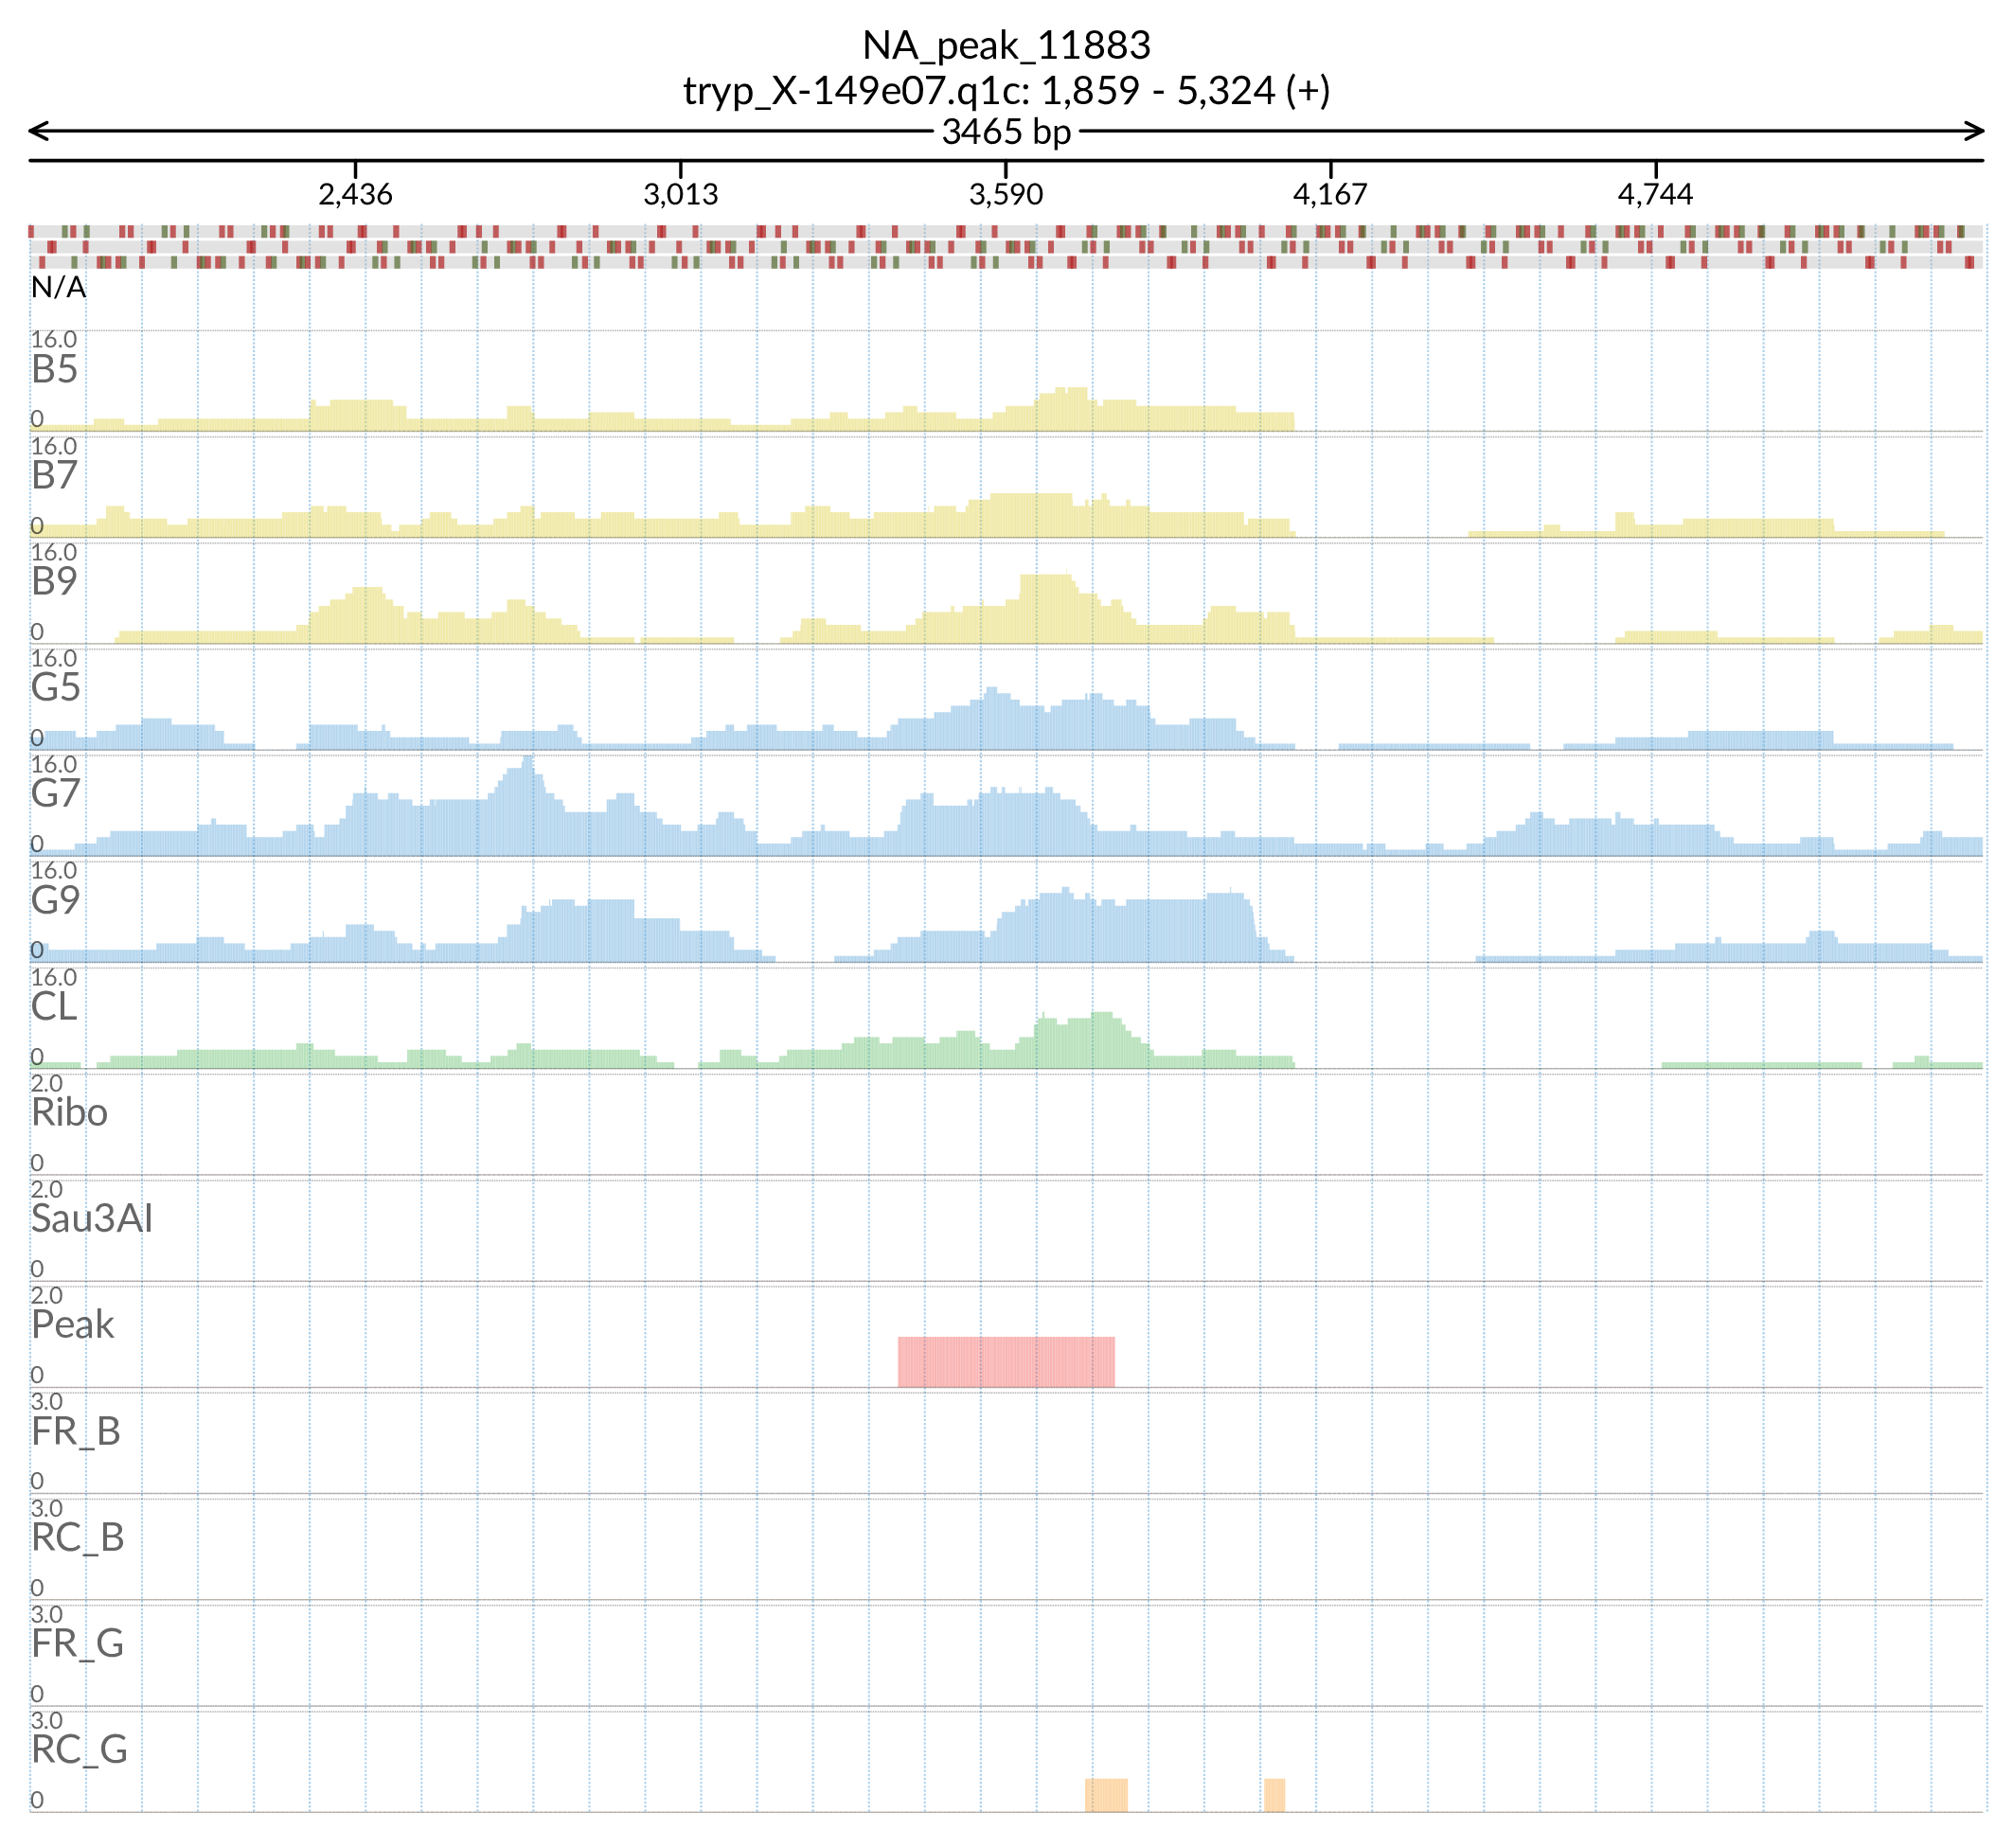 NA_peak_11883
tryp_X-149e07.q1c: 1,859 - 5,324 (+)
3465 bp
2,436 3,013 3,590 4,167 4,744
N/A
16.0
B5
0
16.0
B7
0
16.0
B9
0
16.0
G5
0
16.0
G7
0
16.0
G9
0
16.0
CL
0
2.0
Ribo
0
2.0
Sau3AI
0
2.0
Peak
0
3.0
FR_B
0
3.0
RC_B
0
3.0
FR_G
0
3.0
RC_G
0